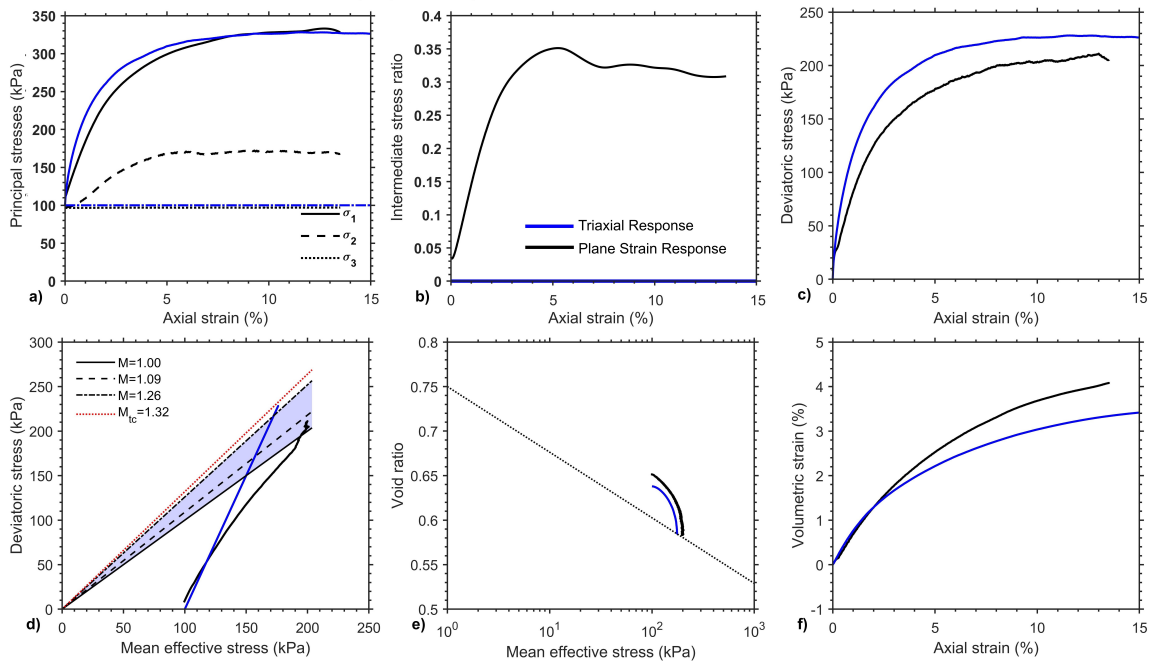 350
300
250
200
150
100
50
0
Principal stresses (kPa)
σ1
σ2
σ3
a)
0 5 10 15
Axial strain (%)
0.4
0.35
0.3
0.25
0.2
0.15
0.1
0.05
0
Intermediate stress ratio
Triaxial Response
Plane Strain Response
b)
0 5 10 15
Axial strain (%)
250
200
150
100
50
0
Deviatoric stress (kPa)
c)
0 5 10 15
Axial strain (%)
300
250
200
150
100
50
0
Deviatoric stress (kPa)
M=1.00
M=1.09
M=1.26
Mtc=1.32
d)
0 50 100 150 200 250
Mean effective stress (kPa)
0.8
0.75
0.7
0.65
0.6
0.55
0.5
Void ratio
e)
10^0 10^1 10^2 10^3
Mean effective stress (kPa)
5
4
3
2
1
0
-1
Volumetric strain (%)
f)
0 5 10 15
Axial strain (%)